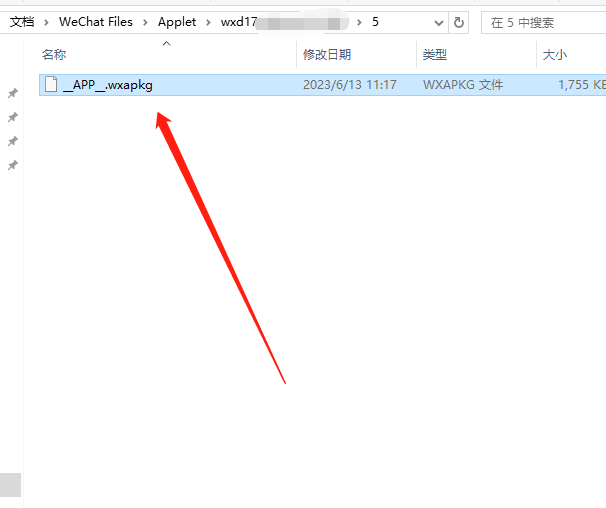 文档 > WeChat Files > Applet > wxd17 > 5 在 5 中搜索
名称 修改日期 类型 大小
__APP__.wxapkg 2023/6/13 11:17 WXAPKG 文件 1,755 KB